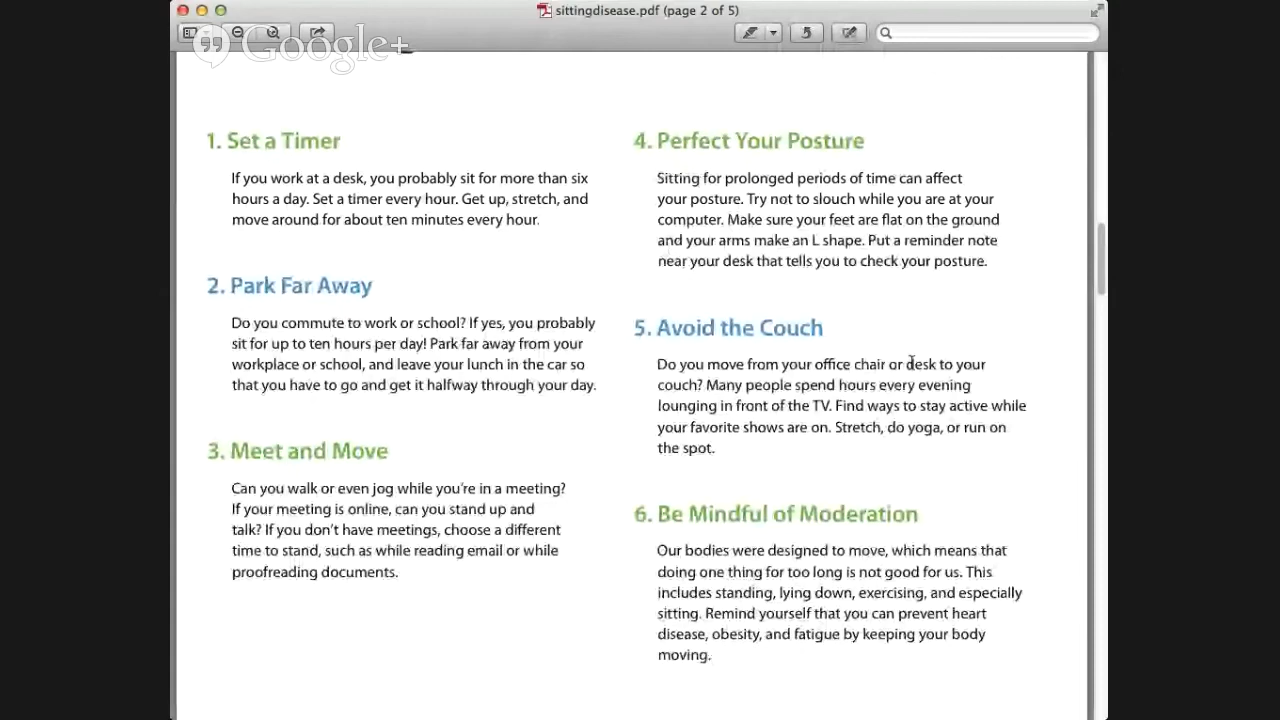 sittingdisease.pdf (page 2 of 5)
Google+
1. Set a Timer
If you work at a desk, you probably sit for more than six
hours a day. Set a timer every hour. Get up, stretch, and
move around for about ten minutes every hour.
2. Park Far Away
Do you commute to work or school? If yes, you probably
sit for up to ten hours per day! Park far away from your
workplace or school, and leave your lunch in the car so
that you have to go and get it halfway through your day.
3. Meet and Move
Can you walk or even jog while you're in a meeting?
If your meeting is online, can you stand up and
talk? If you don't have meetings, choose a different
time to stand, such as while reading email or while
proofreading documents.
4. Perfect Your Posture
Sitting for prolonged periods of time can affect
your posture. Try not to slouch while you are at your
computer. Make sure your feet are flat on the ground
and your arms make an L shape. Put a reminder note
near your desk that tells you to check your posture.
5. Avoid the Couch
Do you move from your office chair or desk to your
couch? Many people spend hours every evening
lounging in front of the TV. Find ways to stay active while
your favorite shows are on. Stretch, do yoga, or run on
the spot.
6. Be Mindful of Moderation
Our bodies were designed to move, which means that
doing one thing for too long is not good for us. This
includes standing, lying down, exercising, and especially
sitting. Remind yourself that you can prevent heart
disease, obesity, and fatigue by keeping your body
moving.